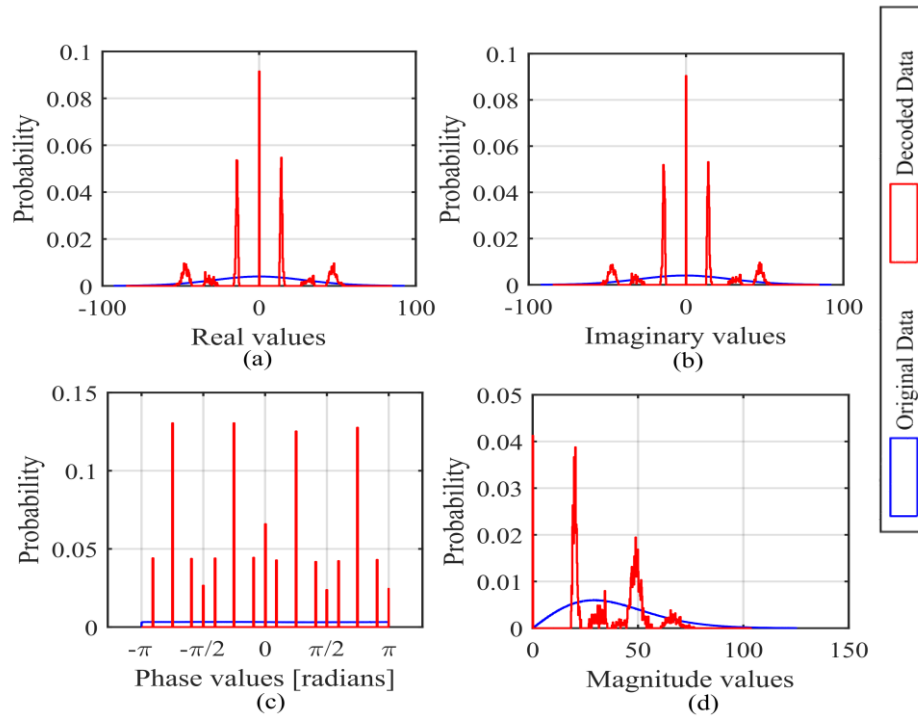 0.1
0.08
0.06
0.04
0.02
0
-100
0
100
Probability
Real values
(a)
0.1
0.08
0.06
0.04
0.02
0
-100
0
100
Probability
Imaginary values
(b)
0.15
0.1
0.05
0
-π
-π/2
0
π/2
π
Probability
Phase values [radians]
(c)
0.05
0.04
0.03
0.02
0.01
0
0
50
100
150
Probability
Magnitude values
(d)
Original Data
Decoded Data